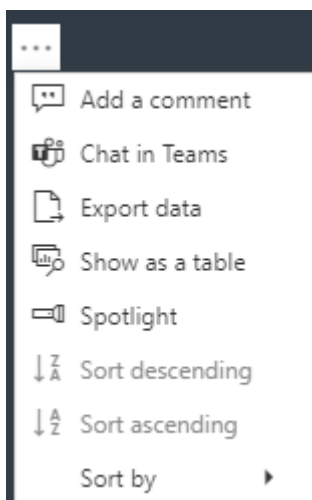 ...
Add a comment
Chat in Teams
Export data
Show as a table
Spotlight
Sort descending
Sort ascending
Sort by